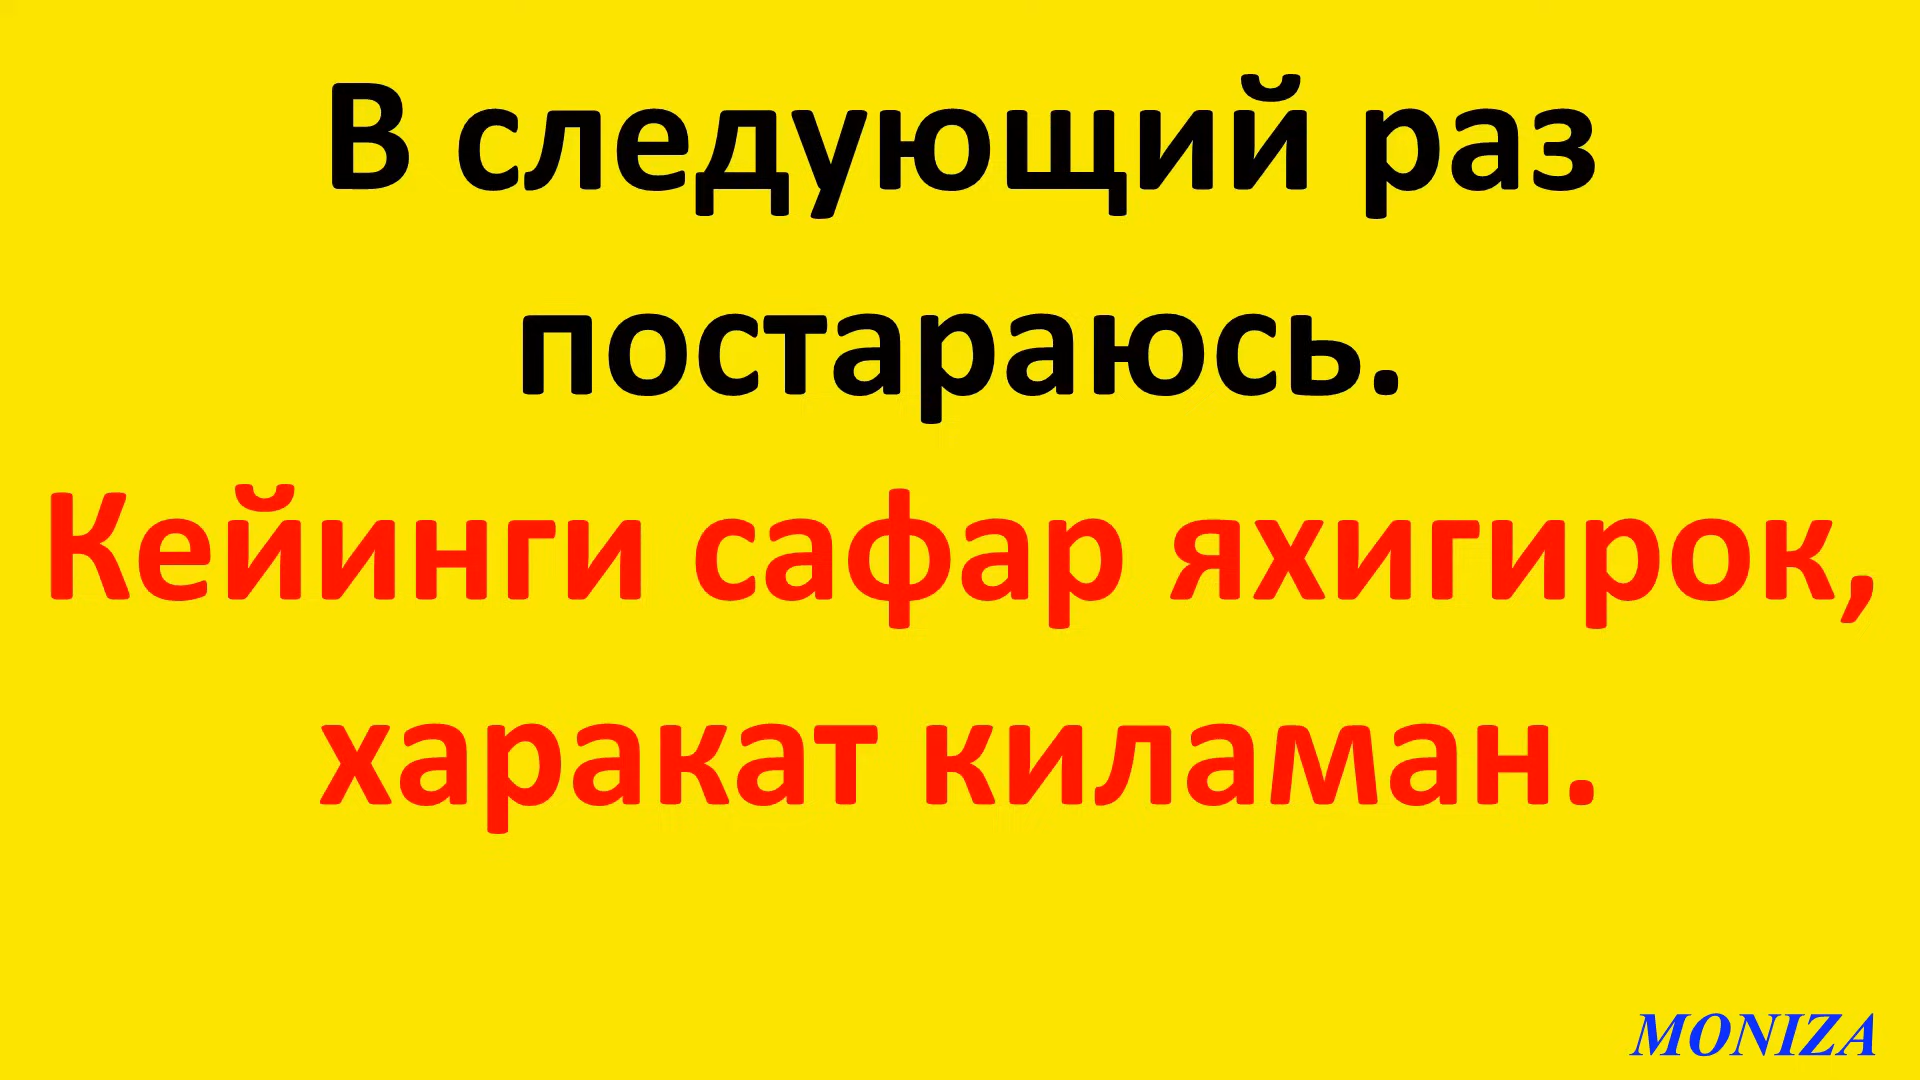 В следующий раз
постараюсь.
Кейинги сафар яхигирок,
харакат киламан.
MONIZA